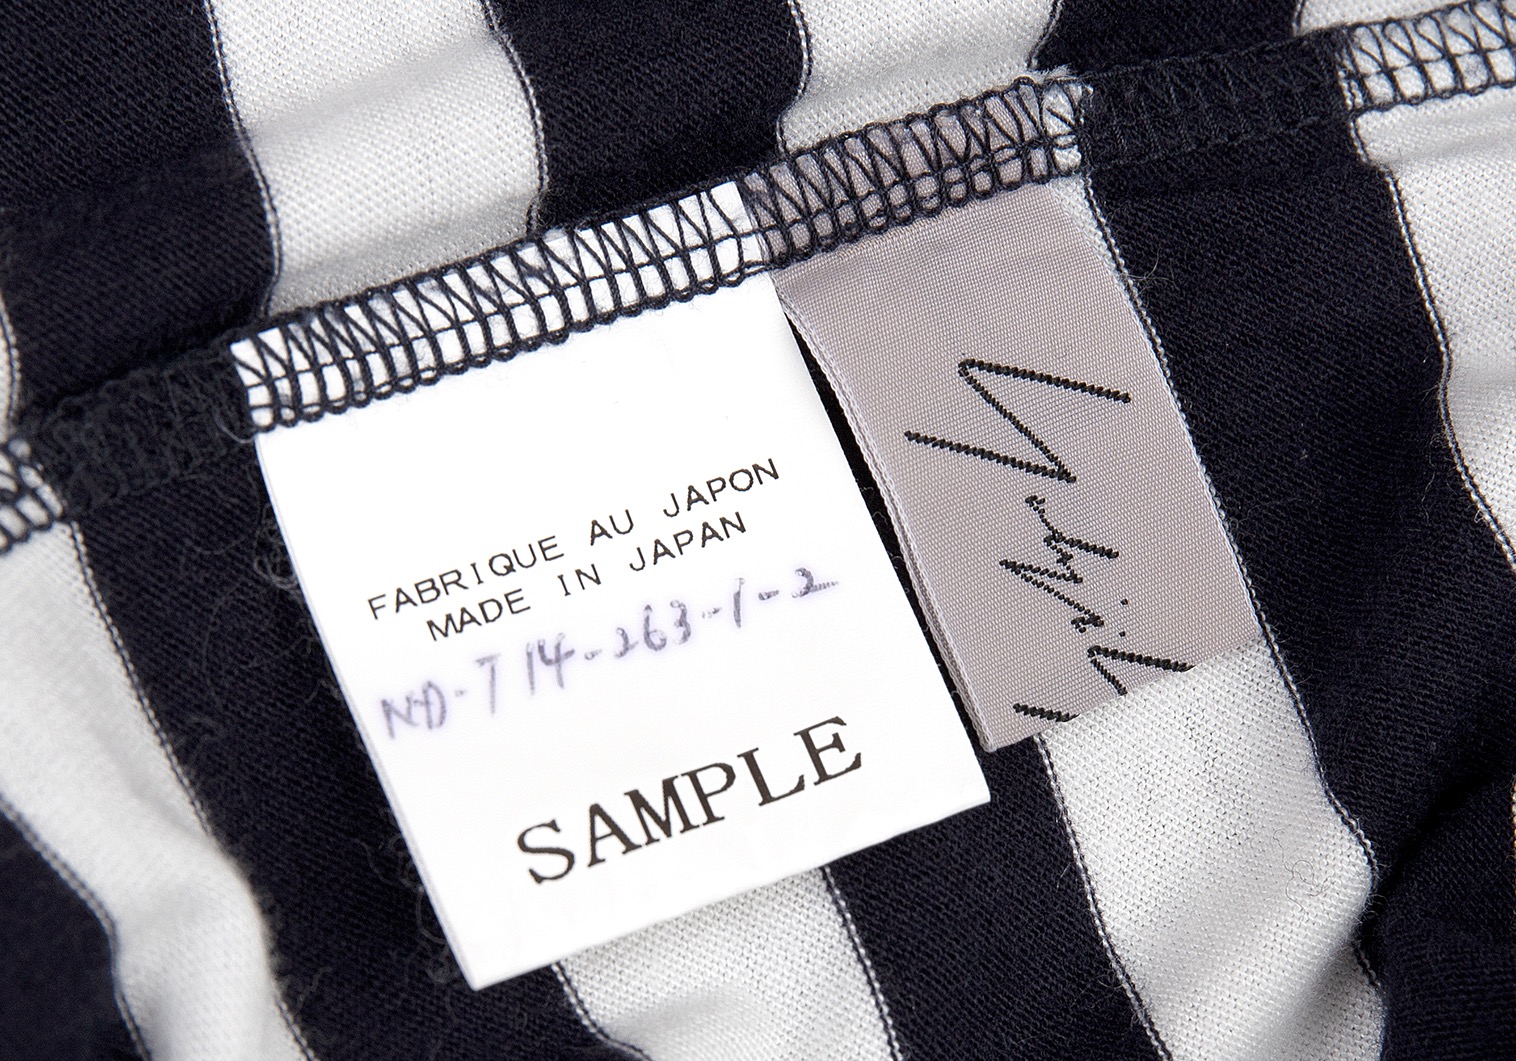 FABRIQUE AU JAPON
MADE IN JAPAN
ND-T14-263-1-2
SAMPLE